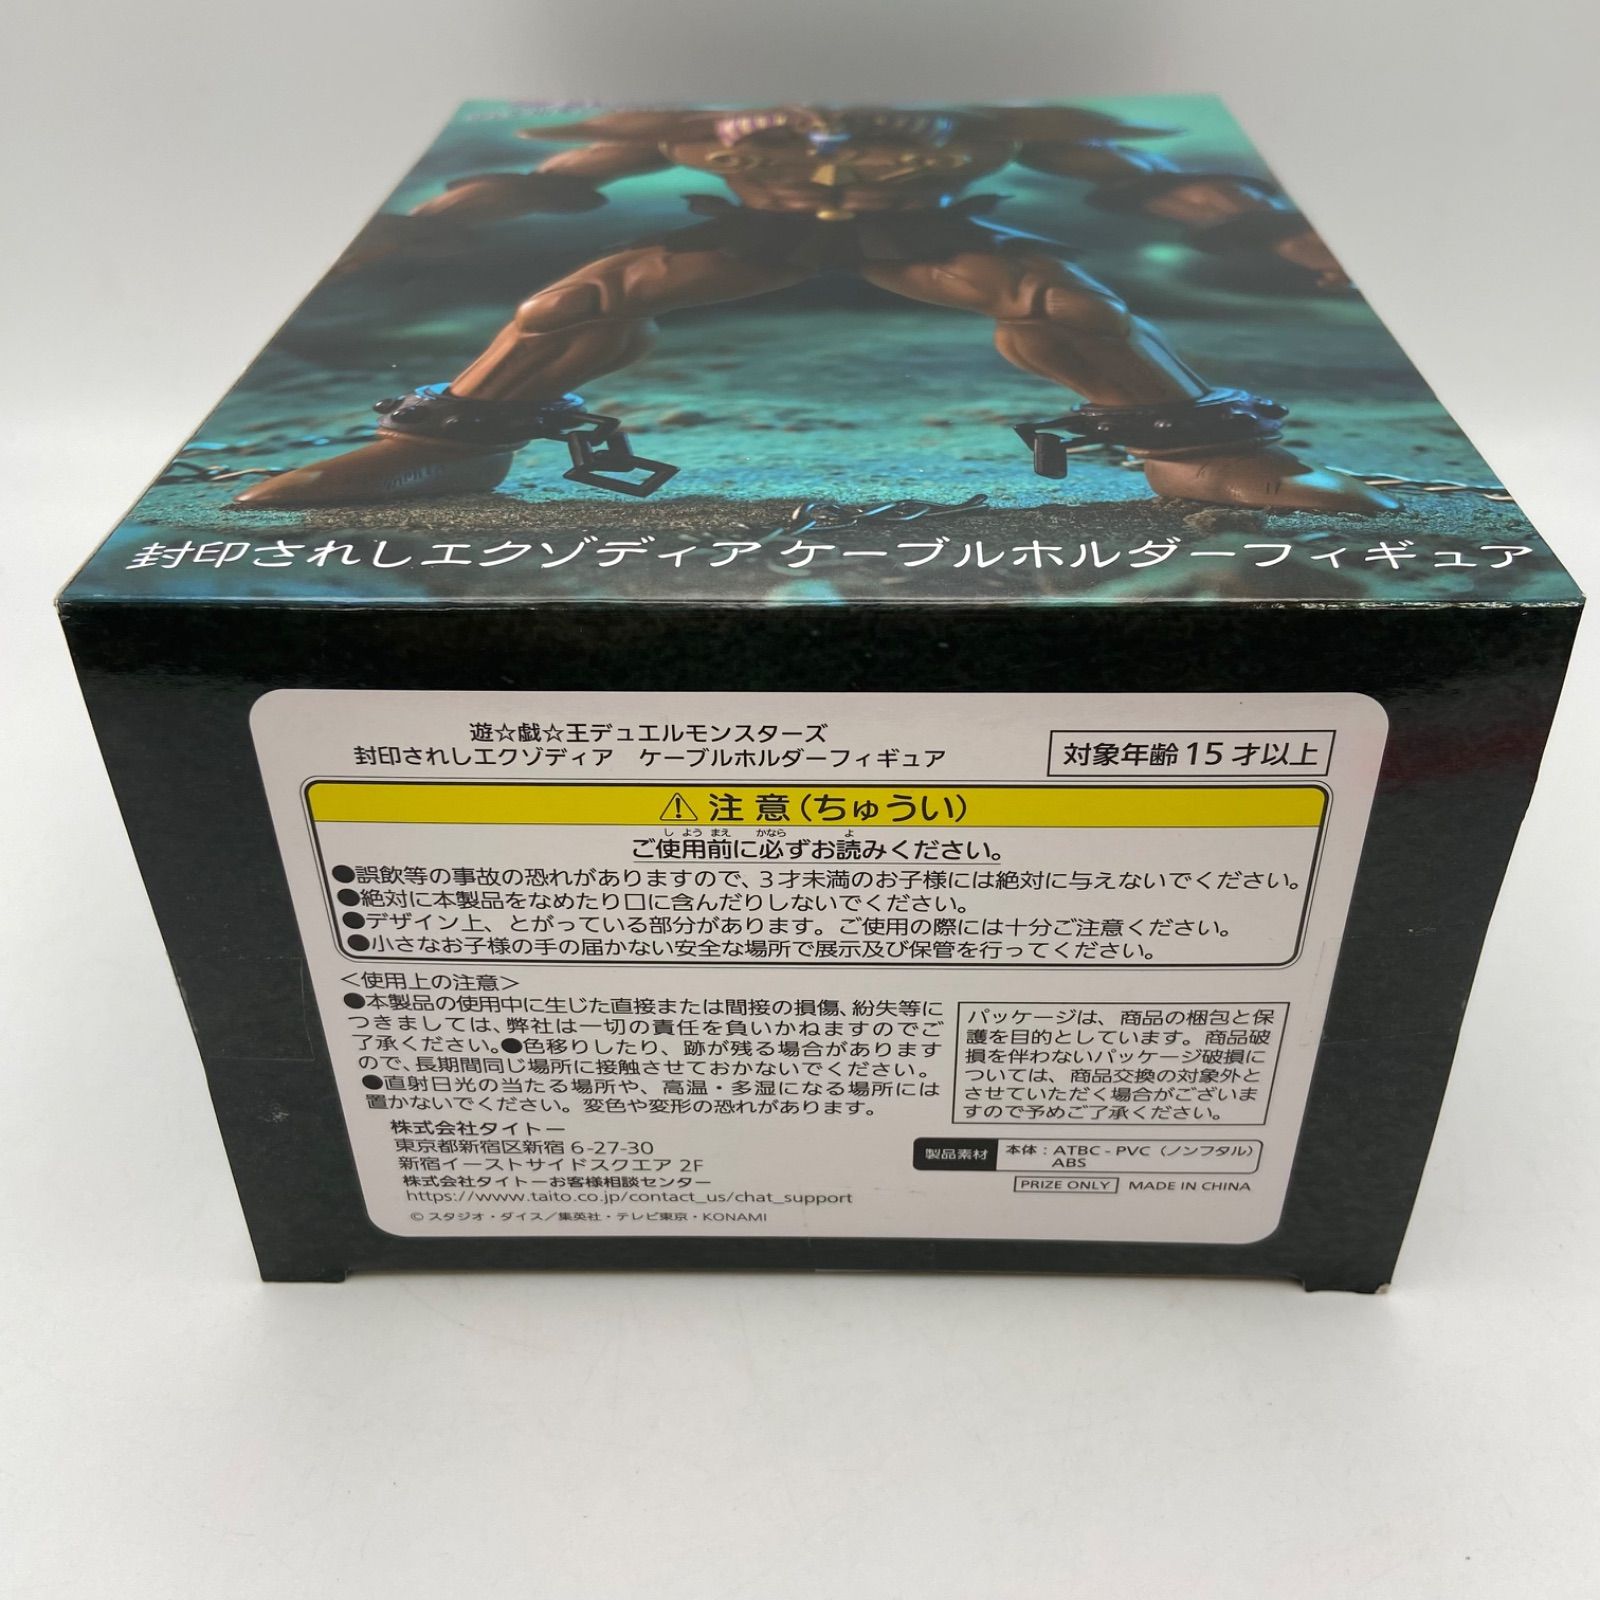 封印されしエクゾディア ケーブルホルダーフィギュア
遊☆戯☆王デュエルモンスターズ
封印されしエクゾディア ケーブルホルダーフィギュア
対象年齢15才以上
注意(ちゅうい)
ご使用前に必ずお読みください。
●誤飲等の事故の恐れがありますので、3才未満のお子様には絶対に与えないでください。
●絶対に本製品をなめたり口に含んだりしないでください。
●デザイン上、とがっている部分があります。ご使用の際には十分ご注意ください。
●小さなお子様の手の届かない安全な場所で展示及び保管を行ってください。
<使用上の注意>
●本製品の使用中に生じた直接または間接の損傷、紛失等に
つきましては、弊社は一切の責任を負いかねますのでご
了承ください。●色移りしたり、跡が残る場合があります
ので、長期間同じ場所に接触させておかないでください。
●直射日光の当たる場所や、高温・多湿になる場所には
置かないでください。変色や変形の恐れがあります。
パッケージは、商品の梱包と保
護を目的としています。商品破
損を伴わないパッケージ破損に
ついては、商品交換の対象外と
させていただく場合がございま
すので予めご了承ください。
株式会社タイトー
東京都新宿区新宿6-27-30
新宿イーストサイドスクエア 2F
株式会社タイトーお客様相談センター
https://www.taito.co.jp/contact_us/chat_support
©スタジオ・ダイス/集英社・テレビ東京・KONAMI
製品素材 本体:ATBC-PVC(ノンフタル)
ABS
PRIZE ONLY MADE IN CHINA